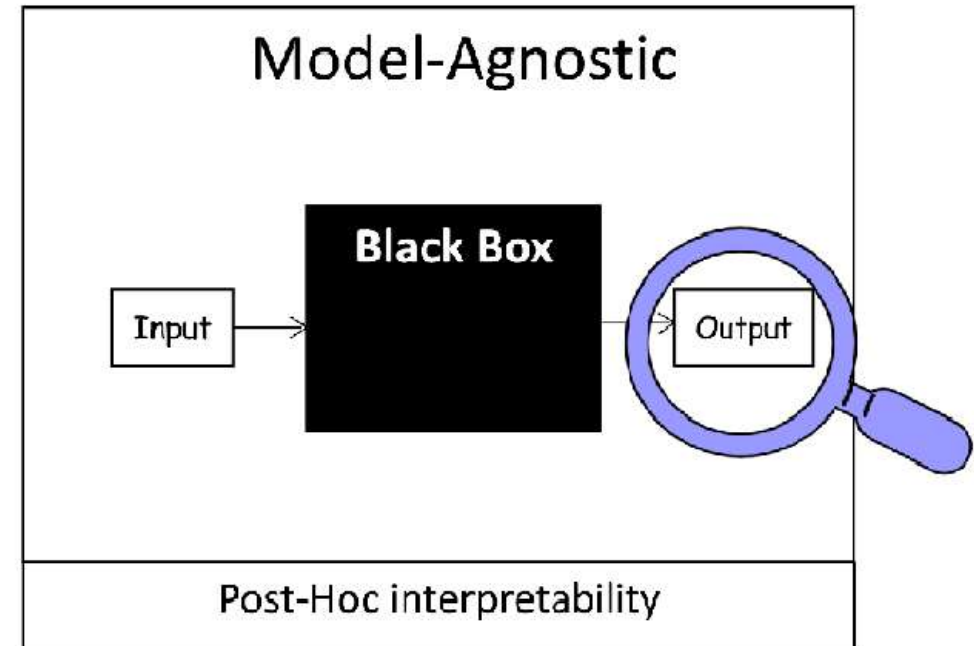 Model-Agnostic
Black Box
Input
Output
Post-Hoc interpretability